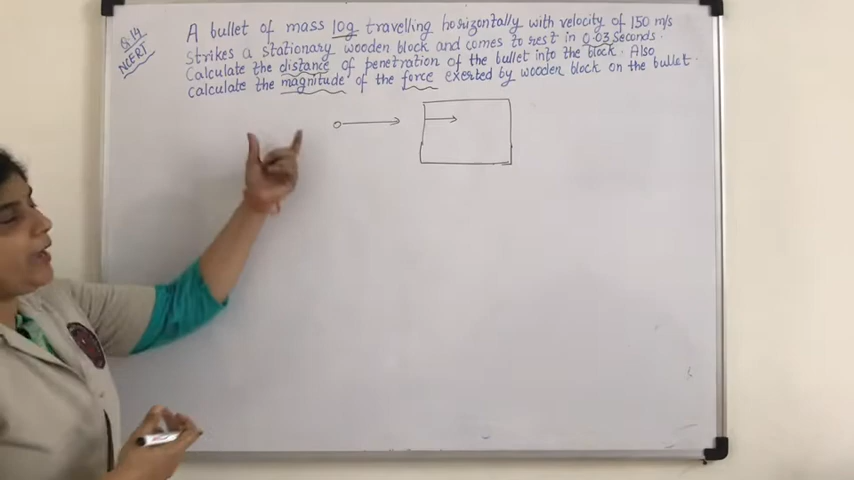 Q.14
NCERT
A bullet of mass 10g travelling horizontally with velocity of 150 m/s
strikes a stationary wooden block and comes to rest in 0.03 seconds.
Calculate the distance of penetration of the bullet into the block. Also
calculate the magnitude of the force exerted by wooden block on the bullet.